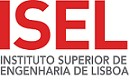 ISEL
INSTITUTO SUPERIOR DE
ENGENHARIA DE LISBOA